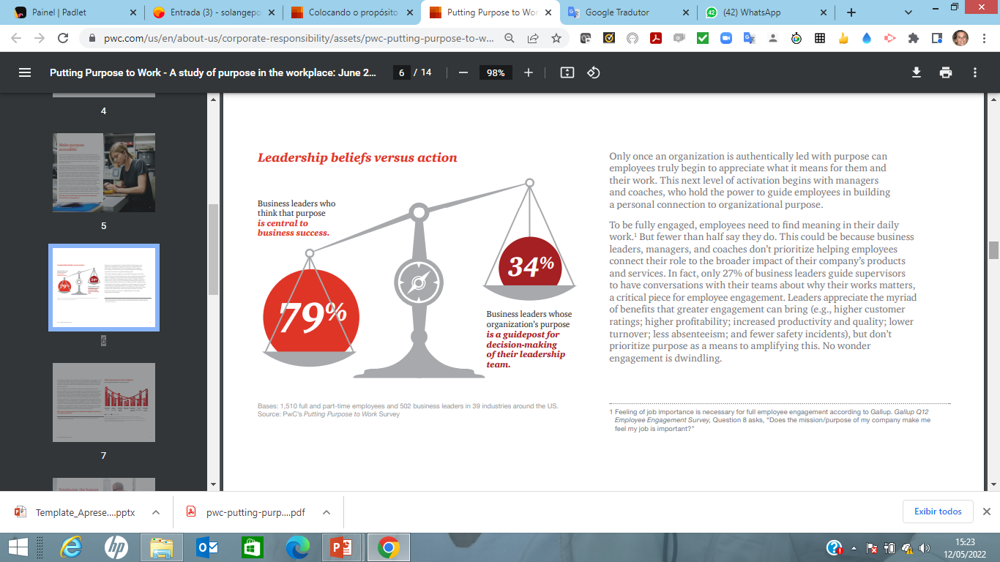 Painel | Padlet
Entrada (3) - solangepo
Colocando o propósito
Putting Purpose to Wor
Google Tradutor
42
(42) WhatsApp
pwc.com/us/en/about-us/corporate-responsibility/assets/pwc-putting-purpose-to-w...
Putting Purpose to Work - A study of purpose in the workplace: June 2...
6 / 14
98%
4
Make purpose
accessible
5
6
7
Leadership beliefs versus action
Business leaders who
think that purpose
is central to
business success.
79%
34%
Business leaders whose
organization's purpose
is a guidepost for
decision-making
of their leadership
team.
Bases: 1,510 full and part-time employees and 502 business leaders in 39 industries around the US.
Source: PwC's Putting Purpose to Work Survey
Only once an organization is authentically led with purpose can
employees truly begin to appreciate what it means for them and
their work. This next level of activation begins with managers
and coaches, who hold the power to guide employees in building
a personal connection to organizational purpose.
To be fully engaged, employees need to find meaning in their daily
work.¹ But fewer than half say they do. This could be because business
leaders, managers, and coaches don't prioritize helping employees
connect their role to the broader impact of their company's products
and services. In fact, only 27% of business leaders guide supervisors
to have conversations with their teams about why their works matters,
a critical piece for employee engagement. Leaders appreciate the myriad
of benefits that greater engagement can bring (e.g., higher customer
ratings; higher profitability; increased productivity and quality; lower
turnover; less absenteeism; and fewer safety incidents), but don't
prioritize purpose as a means to amplifying this. No wonder
engagement is dwindling.
1 Feeling of job importance is necessary for full employee engagement according to Gallup. Gallup Q12
Employee Engagement Survey, Question 8 asks, "Does the mission/purpose of my company make me
feel my job is important?"
Template_Aprese....pptx
pwc-putting-purp....pdf
Exibir todos
15:23
12/05/2022